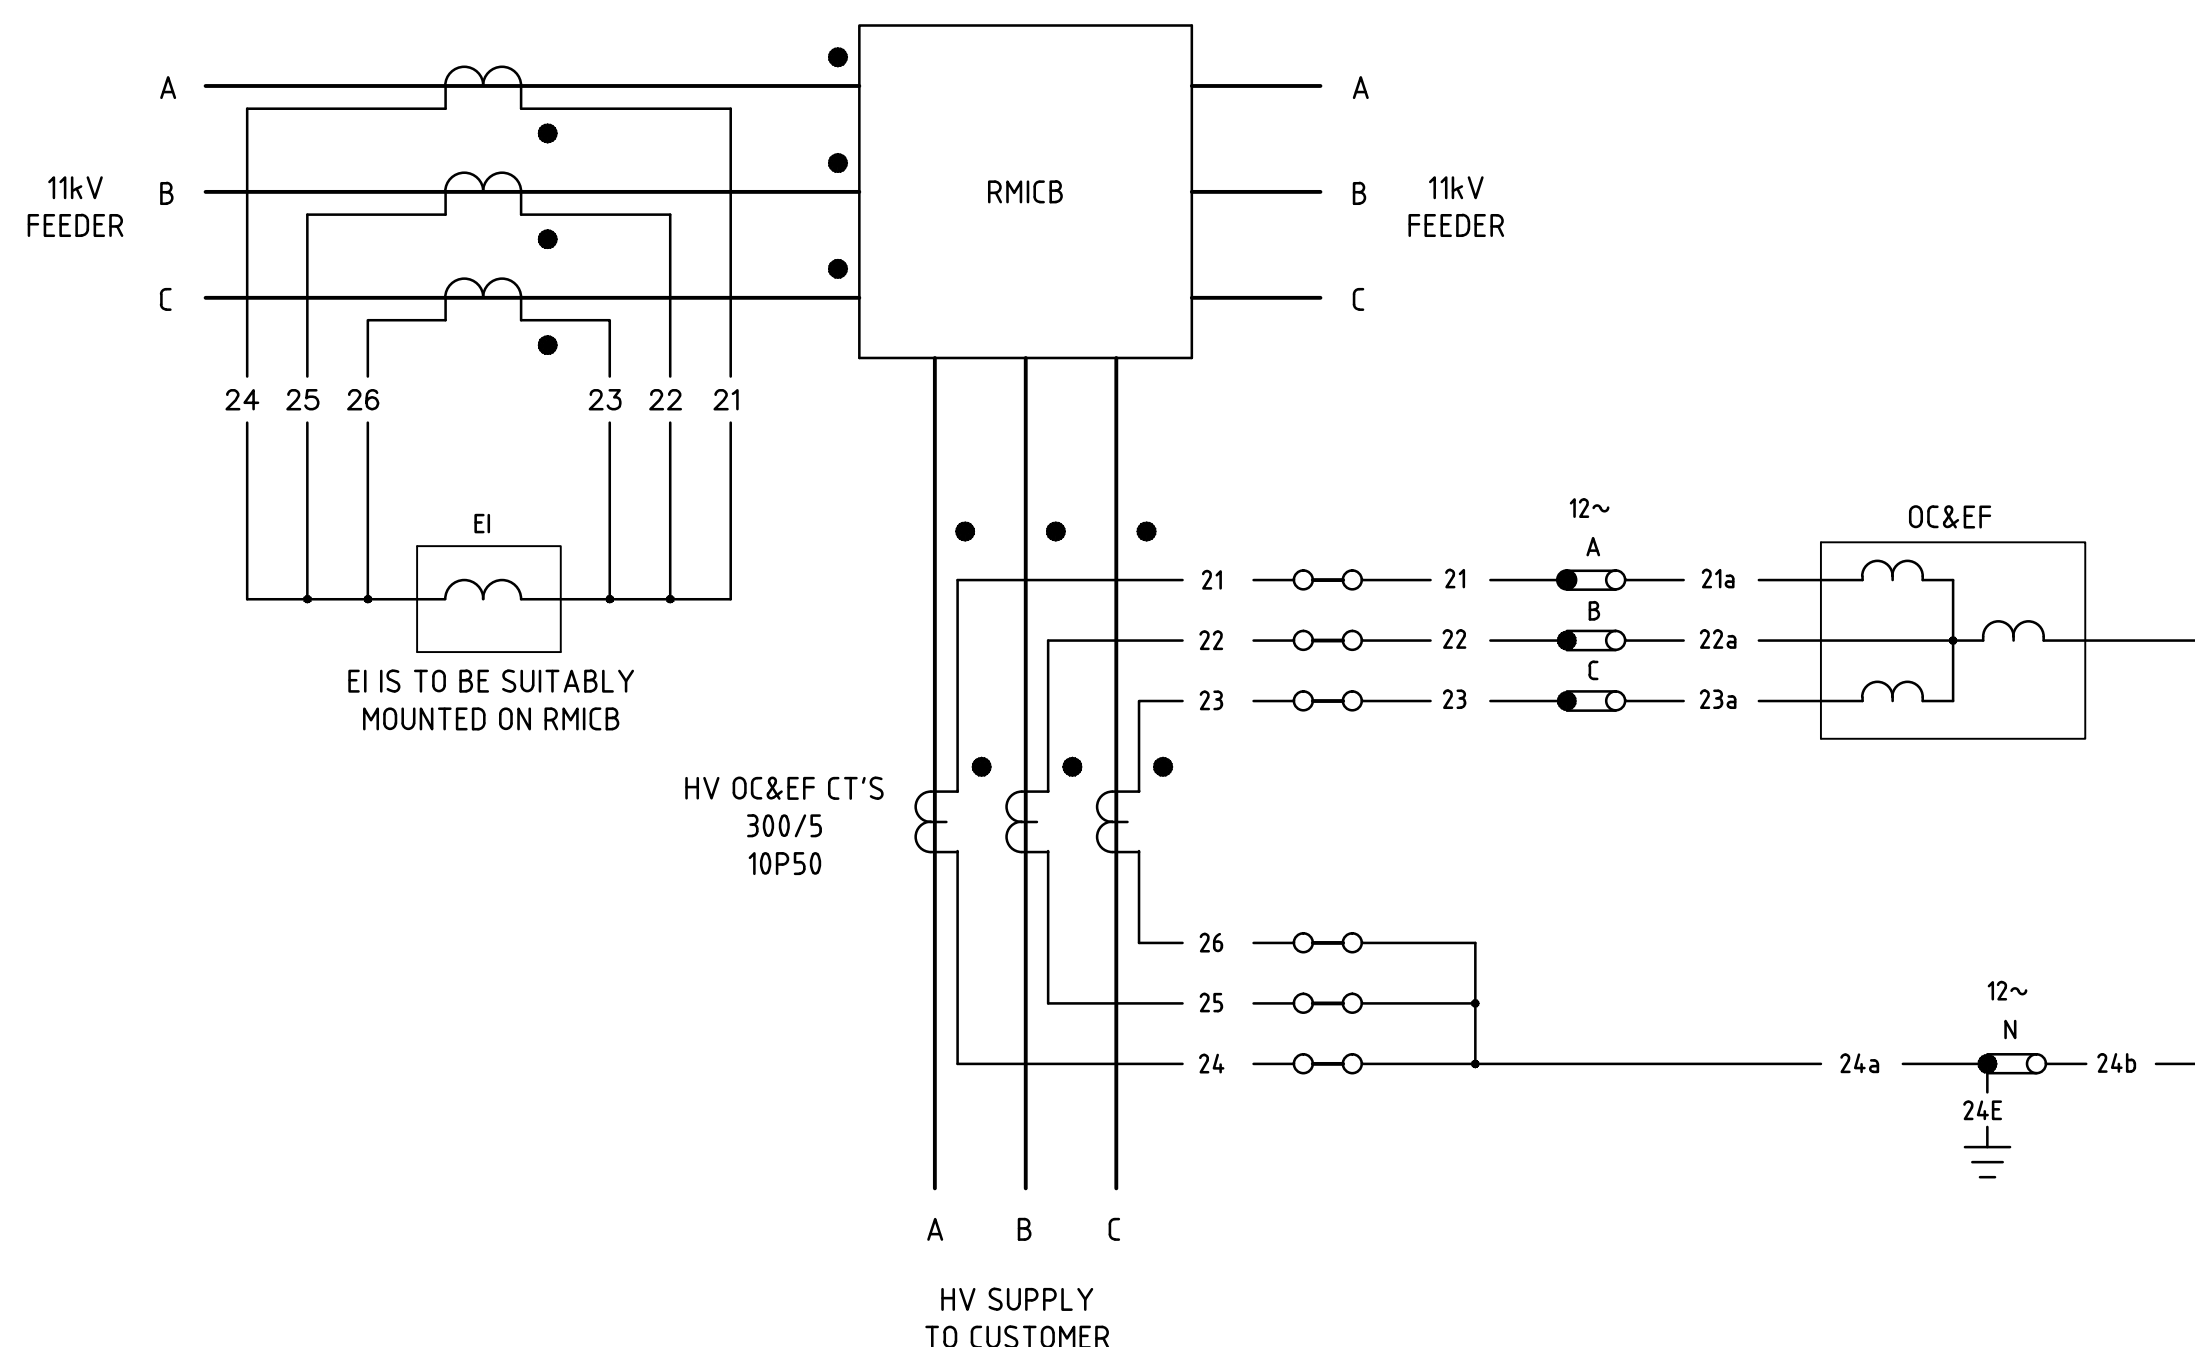 A
B
C
11kV
FEEDER
RMICB
A
B
C
11kV
FEEDER
24 25 26 23 22 21
EI
EI IS TO BE SUITABLY
MOUNTED ON RMICB
12~
OC&EF
A
21 21 21a
B
22 22 22a
C
23 23 23a
HV OC&EF CT'S
300/5
10P50
26
25
24 24a 24b
12~
N
24E
A B C
HV SUPPLY
TO CUSTOMER